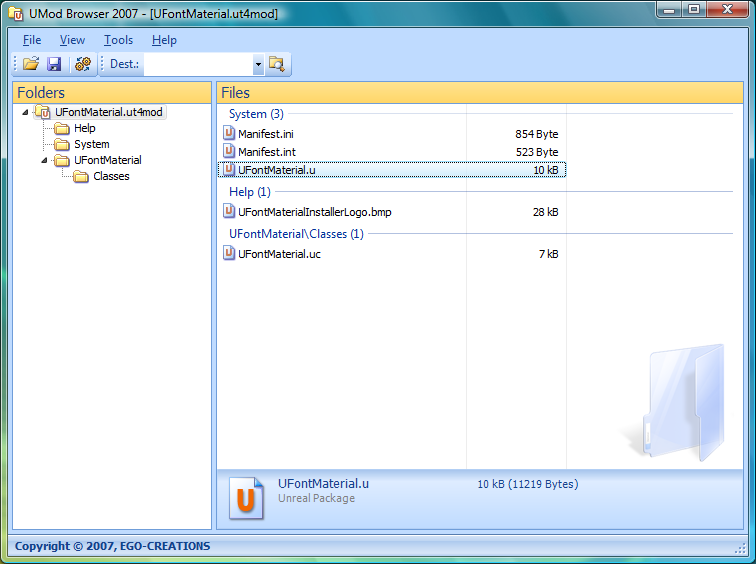 UMod Browser 2007 - [UFontMaterial.ut4mod]
File View Tools Help
Dest.:
Folders
UFontMaterial.ut4mod
Help
System
UFontMaterial
Classes
Files
System (3)
Manifest.ini 854 Byte
Manifest.int 523 Byte
UFontMaterial.u 10 kB
Help (1)
UFontMaterialInstallerLogo.bmp 28 kB
UFontMaterial\Classes (1)
UFontMaterial.uc 7 kB
UFontMaterial.u 10 kB (11219 Bytes)
Unreal Package
Copyright © 2007, EGO-CREATIONS